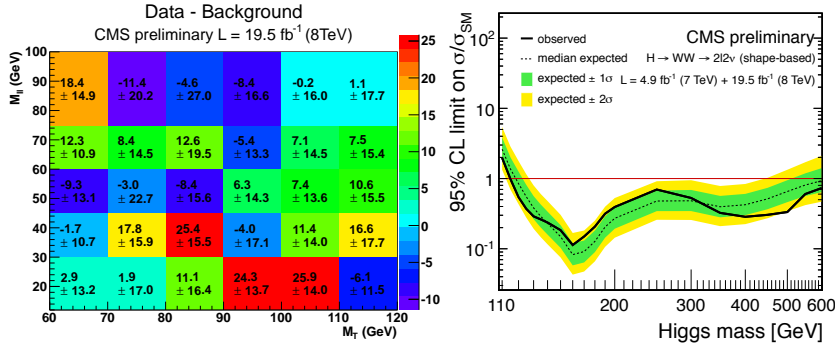 Data - Background
CMS preliminary L = 19.5 fb⁻¹ (8TeV)
M_ll (GeV)
100
90
80
70
60
50
40
30
20
18.4 -11.4 -4.6 -8.4 -0.2 1.1
± 14.9 ± 20.2 ± 27.0 ± 16.6 ± 16.0 ± 17.7
12.3 8.4 12.6 -5.4 7.1 7.5
± 10.9 ± 14.5 ± 19.5 ± 13.3 ± 14.5 ± 15.4
-9.3 -3.0 -8.4 6.3 7.4 10.6
± 13.1 ± 22.7 ± 15.6 ± 14.3 ± 13.6 ± 15.5
-1.7 17.8 25.4 -4.0 11.4 16.6
± 10.7 ± 15.9 ± 15.5 ± 17.1 ± 14.0 ± 17.7
2.9 1.9 11.1 24.3 25.9 -6.1
± 13.2 ± 17.0 ± 16.4 ± 13.7 ± 14.0 ± 11.5
60 70 80 90 100 110 120
M_T (GeV)
25
20
15
10
5
0
-5
-10
95% CL limit on σ/σ_SM
10²
10
1
10⁻¹
observed
median expected
expected ± 1σ
expected ± 2σ
CMS preliminary
H → WW → 2l2ν (shape-based)
L = 4.9 fb⁻¹ (7 TeV) + 19.5 fb⁻¹ (8 TeV)
110 200 300 400 500 600
Higgs mass [GeV]